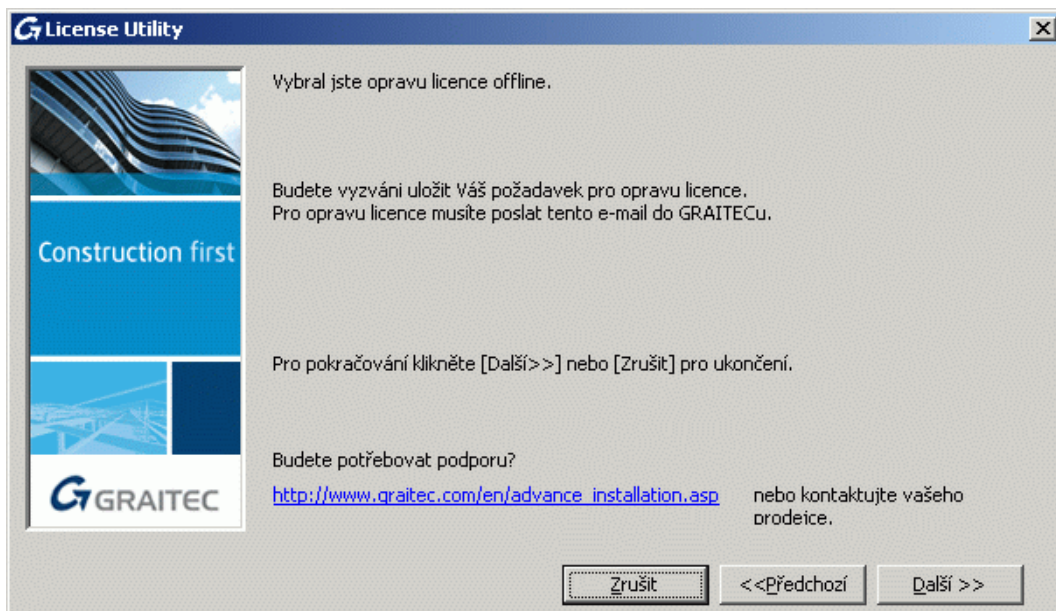 License Utility
Vybral jste opravu licence offline.
Construction first
Budete vyzváni uložit Váš požadavek pro opravu licence.
Pro opravu licence musíte poslat tento e-mail do GRAITECu.
Pro pokračování klikněte [Další>>] nebo [Zrušit] pro ukončení.
Budete potřebovat podporu?
http://www.graitec.com/en/advance_installation.asp
nebo kontaktujte vašeho
prodejce.
GRAITEC
Zrušit
<<Předchozí
Další >>